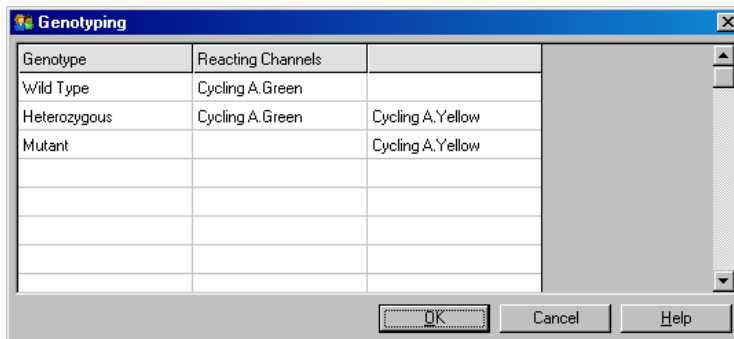 Genotyping
Genotype Reacting Channels
Wild Type Cycling A.Green
Heterozygous Cycling A.Green Cycling A.Yellow
Mutant Cycling A.Yellow
OK Cancel Help